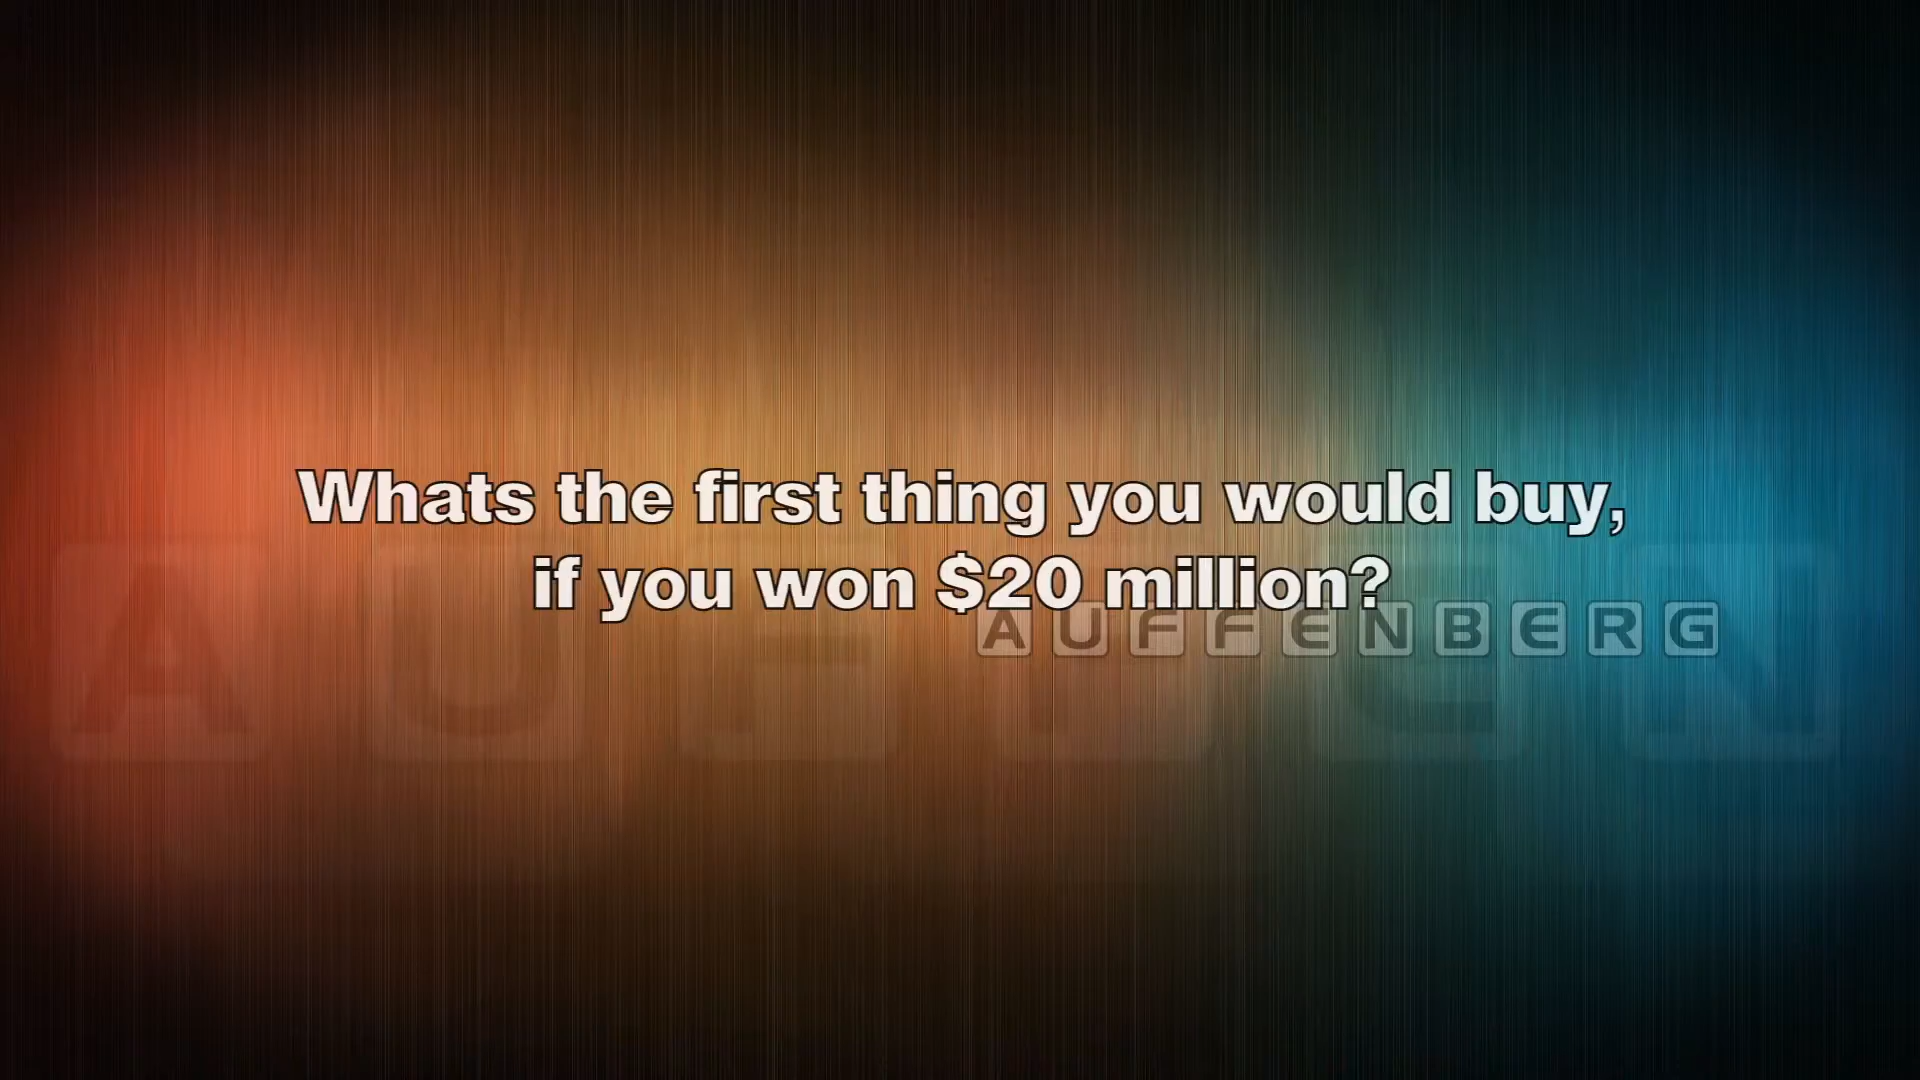 Whats the first thing you would buy,
if you won $20 million?
AUFFENBERG